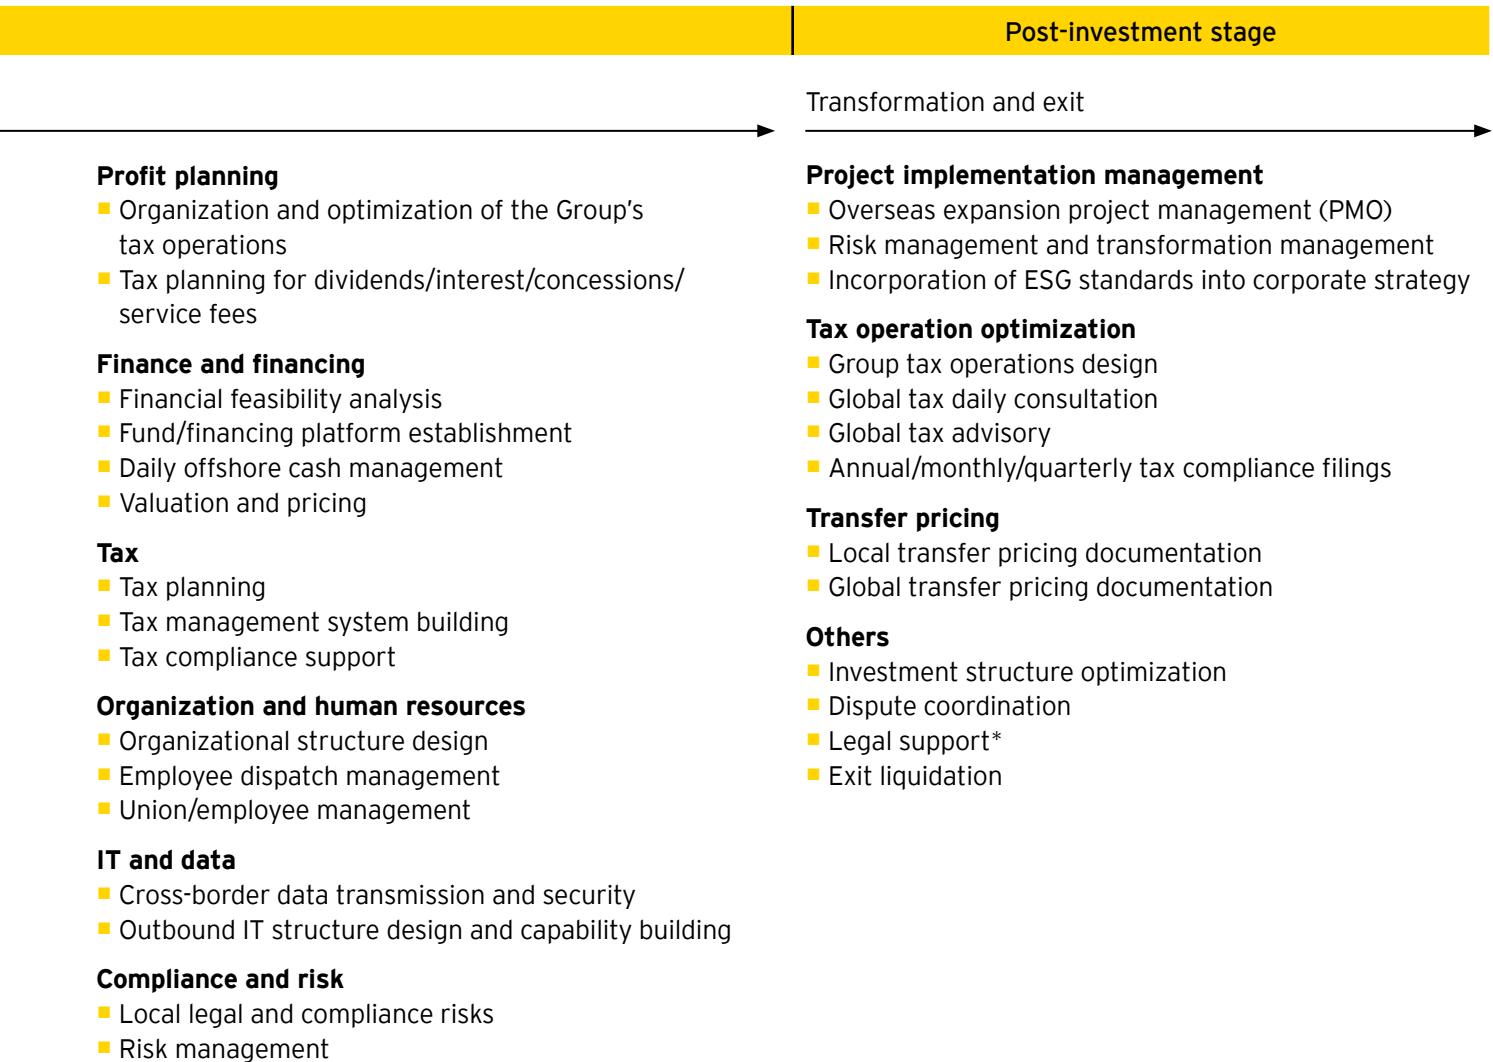 Post-investment stage
Transformation and exit
Profit planning
▪ Organization and optimization of the Group's
tax operations
▪ Tax planning for dividends/interest/concessions/
service fees
Finance and financing
▪ Financial feasibility analysis
▪ Fund/financing platform establishment
▪ Daily offshore cash management
▪ Valuation and pricing
Tax
▪ Tax planning
▪ Tax management system building
▪ Tax compliance support
Organization and human resources
▪ Organizational structure design
▪ Employee dispatch management
▪ Union/employee management
IT and data
▪ Cross-border data transmission and security
▪ Outbound IT structure design and capability building
Compliance and risk
▪ Local legal and compliance risks
▪ Risk management
Project implementation management
▪ Overseas expansion project management (PMO)
▪ Risk management and transformation management
▪ Incorporation of ESG standards into corporate strategy
Tax operation optimization
▪ Group tax operations design
▪ Global tax daily consultation
▪ Global tax advisory
▪ Annual/monthly/quarterly tax compliance filings
Transfer pricing
▪ Local transfer pricing documentation
▪ Global transfer pricing documentation
Others
▪ Investment structure optimization
▪ Dispute coordination
▪ Legal support*
▪ Exit liquidation